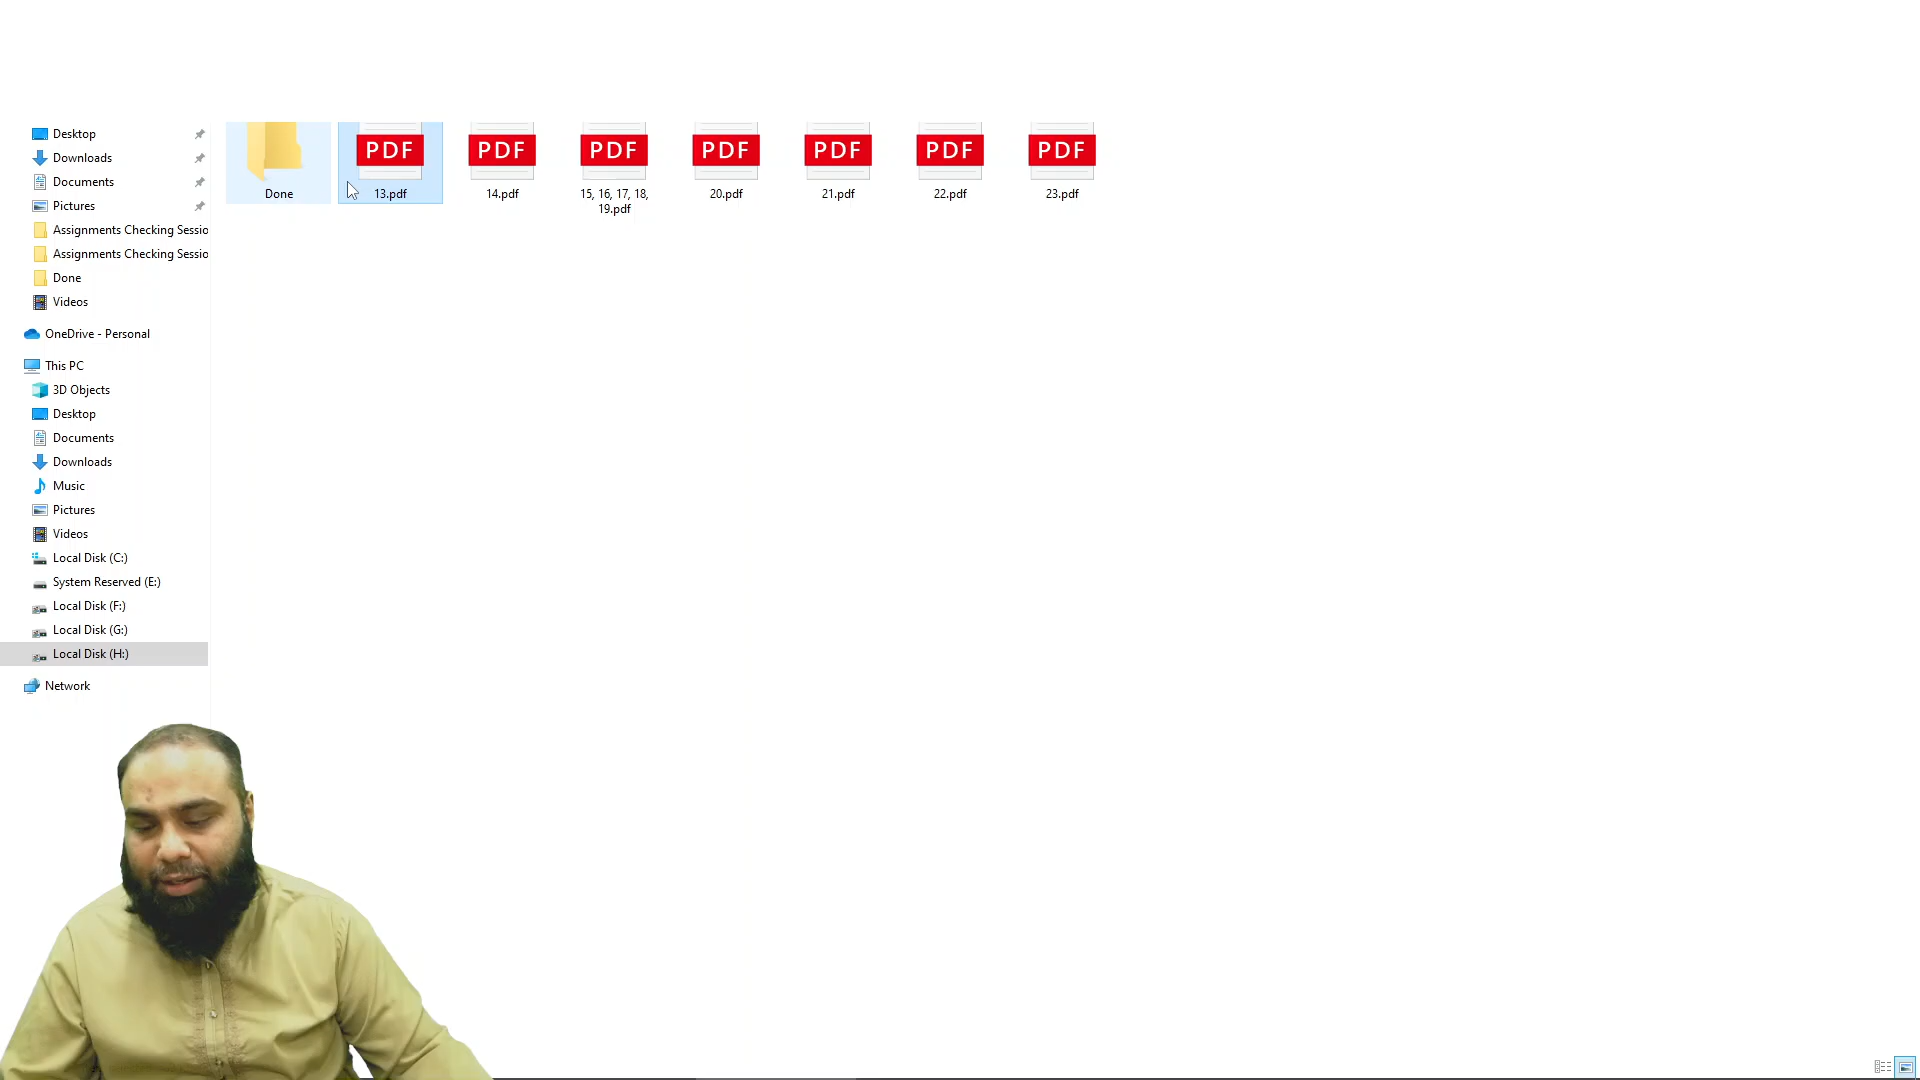 Desktop
Downloads
Documents
Pictures
Assignments Checking Sessio
Assignments Checking Sessio
Done
Videos
OneDrive - Personal
This PC
3D Objects
Desktop
Documents
Downloads
Music
Pictures
Videos
Local Disk (C:)
System Reserved (E:)
Local Disk (F:)
Local Disk (G:)
Local Disk (H:)
Network
PDF PDF PDF PDF PDF PDF PDF
Done 13.pdf 14.pdf 15, 16, 17, 18, 20.pdf 21.pdf 22.pdf 23.pdf
19.pdf